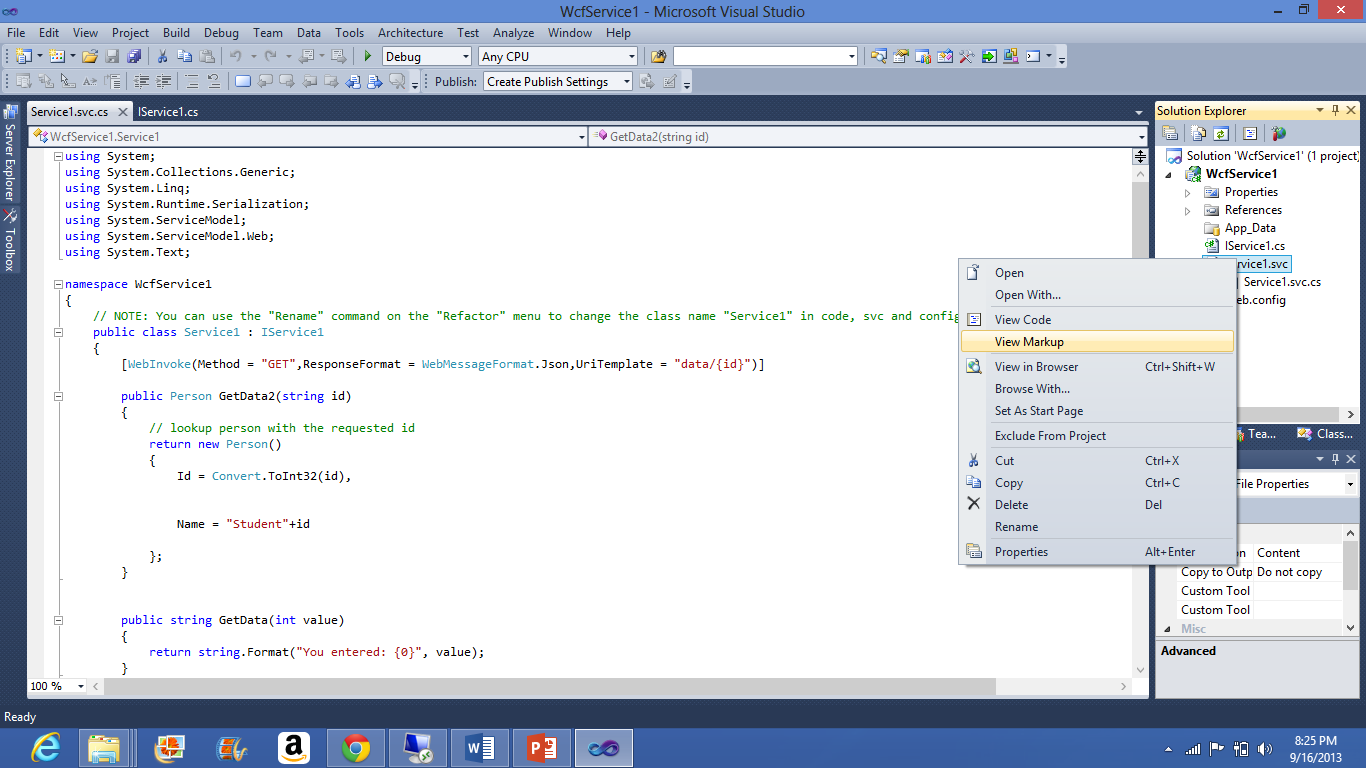 WcfService1 - Microsoft Visual Studio
File Edit View Project Build Debug Team Data Tools Architecture Test Analyze Window Help
Debug Any CPU
Publish: Create Publish Settings
Server Explorer
Toolbox
Service1.svc.cs IService1.cs
WcfService1.Service1 GetData2(string id)
using System;
using System.Collections.Generic;
using System.Linq;
using System.Runtime.Serialization;
using System.ServiceModel;
using System.ServiceModel.Web;
using System.Text;
namespace WcfService1
{
// NOTE: You can use the "Rename" command on the "Refactor" menu to change the class name "Service1" in code, svc and config
public class Service1 : IService1
{
[WebInvoke(Method = "GET",ResponseFormat = WebMessageFormat.Json,UriTemplate = "data/{id}")]
public Person GetData2(string id)
{
// lookup person with the requested id
return new Person()
{
Id = Convert.ToInt32(id),
Name = "Student"+id
};
}
public string GetData(int value)
{
return string.Format("You entered: {0}", value);
}
100 %
Solution Explorer
Solution 'WcfService1' (1 project)
WcfService1
Properties
References
App_Data
IService1.cs
rvice1.svc
Service1.svc.cs
eb.config
Open
Open With...
View Code
View Markup
View in Browser Ctrl+Shift+W
Browse With...
Set As Start Page
Exclude From Project
Cut Ctrl+X
Copy Ctrl+C
Delete Del
Rename
Properties Alt+Enter
Tea... Class...
File Properties
n Content
Copy to Outp Do not copy
Custom Tool
Custom Tool
Misc
Advanced
Ready
8:25 PM
9/16/2013